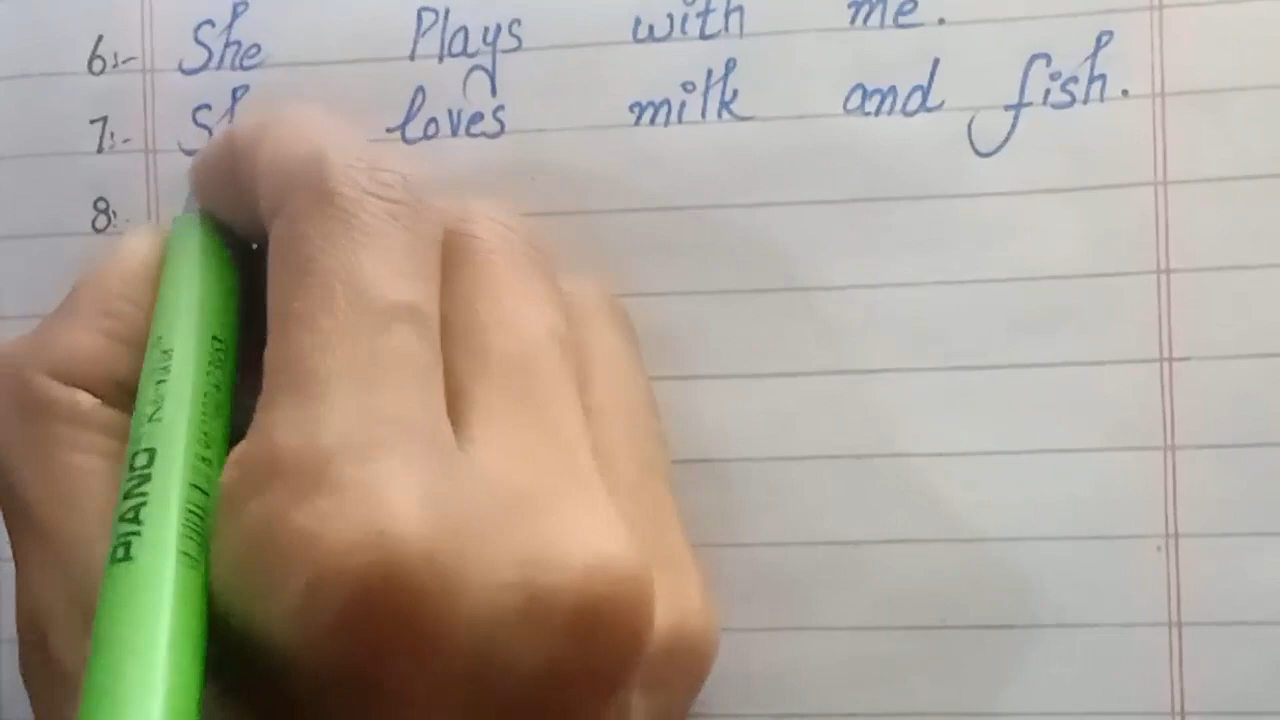 6:- She Plays with me.
7:- loves milk and fish.
8:-
PIANO